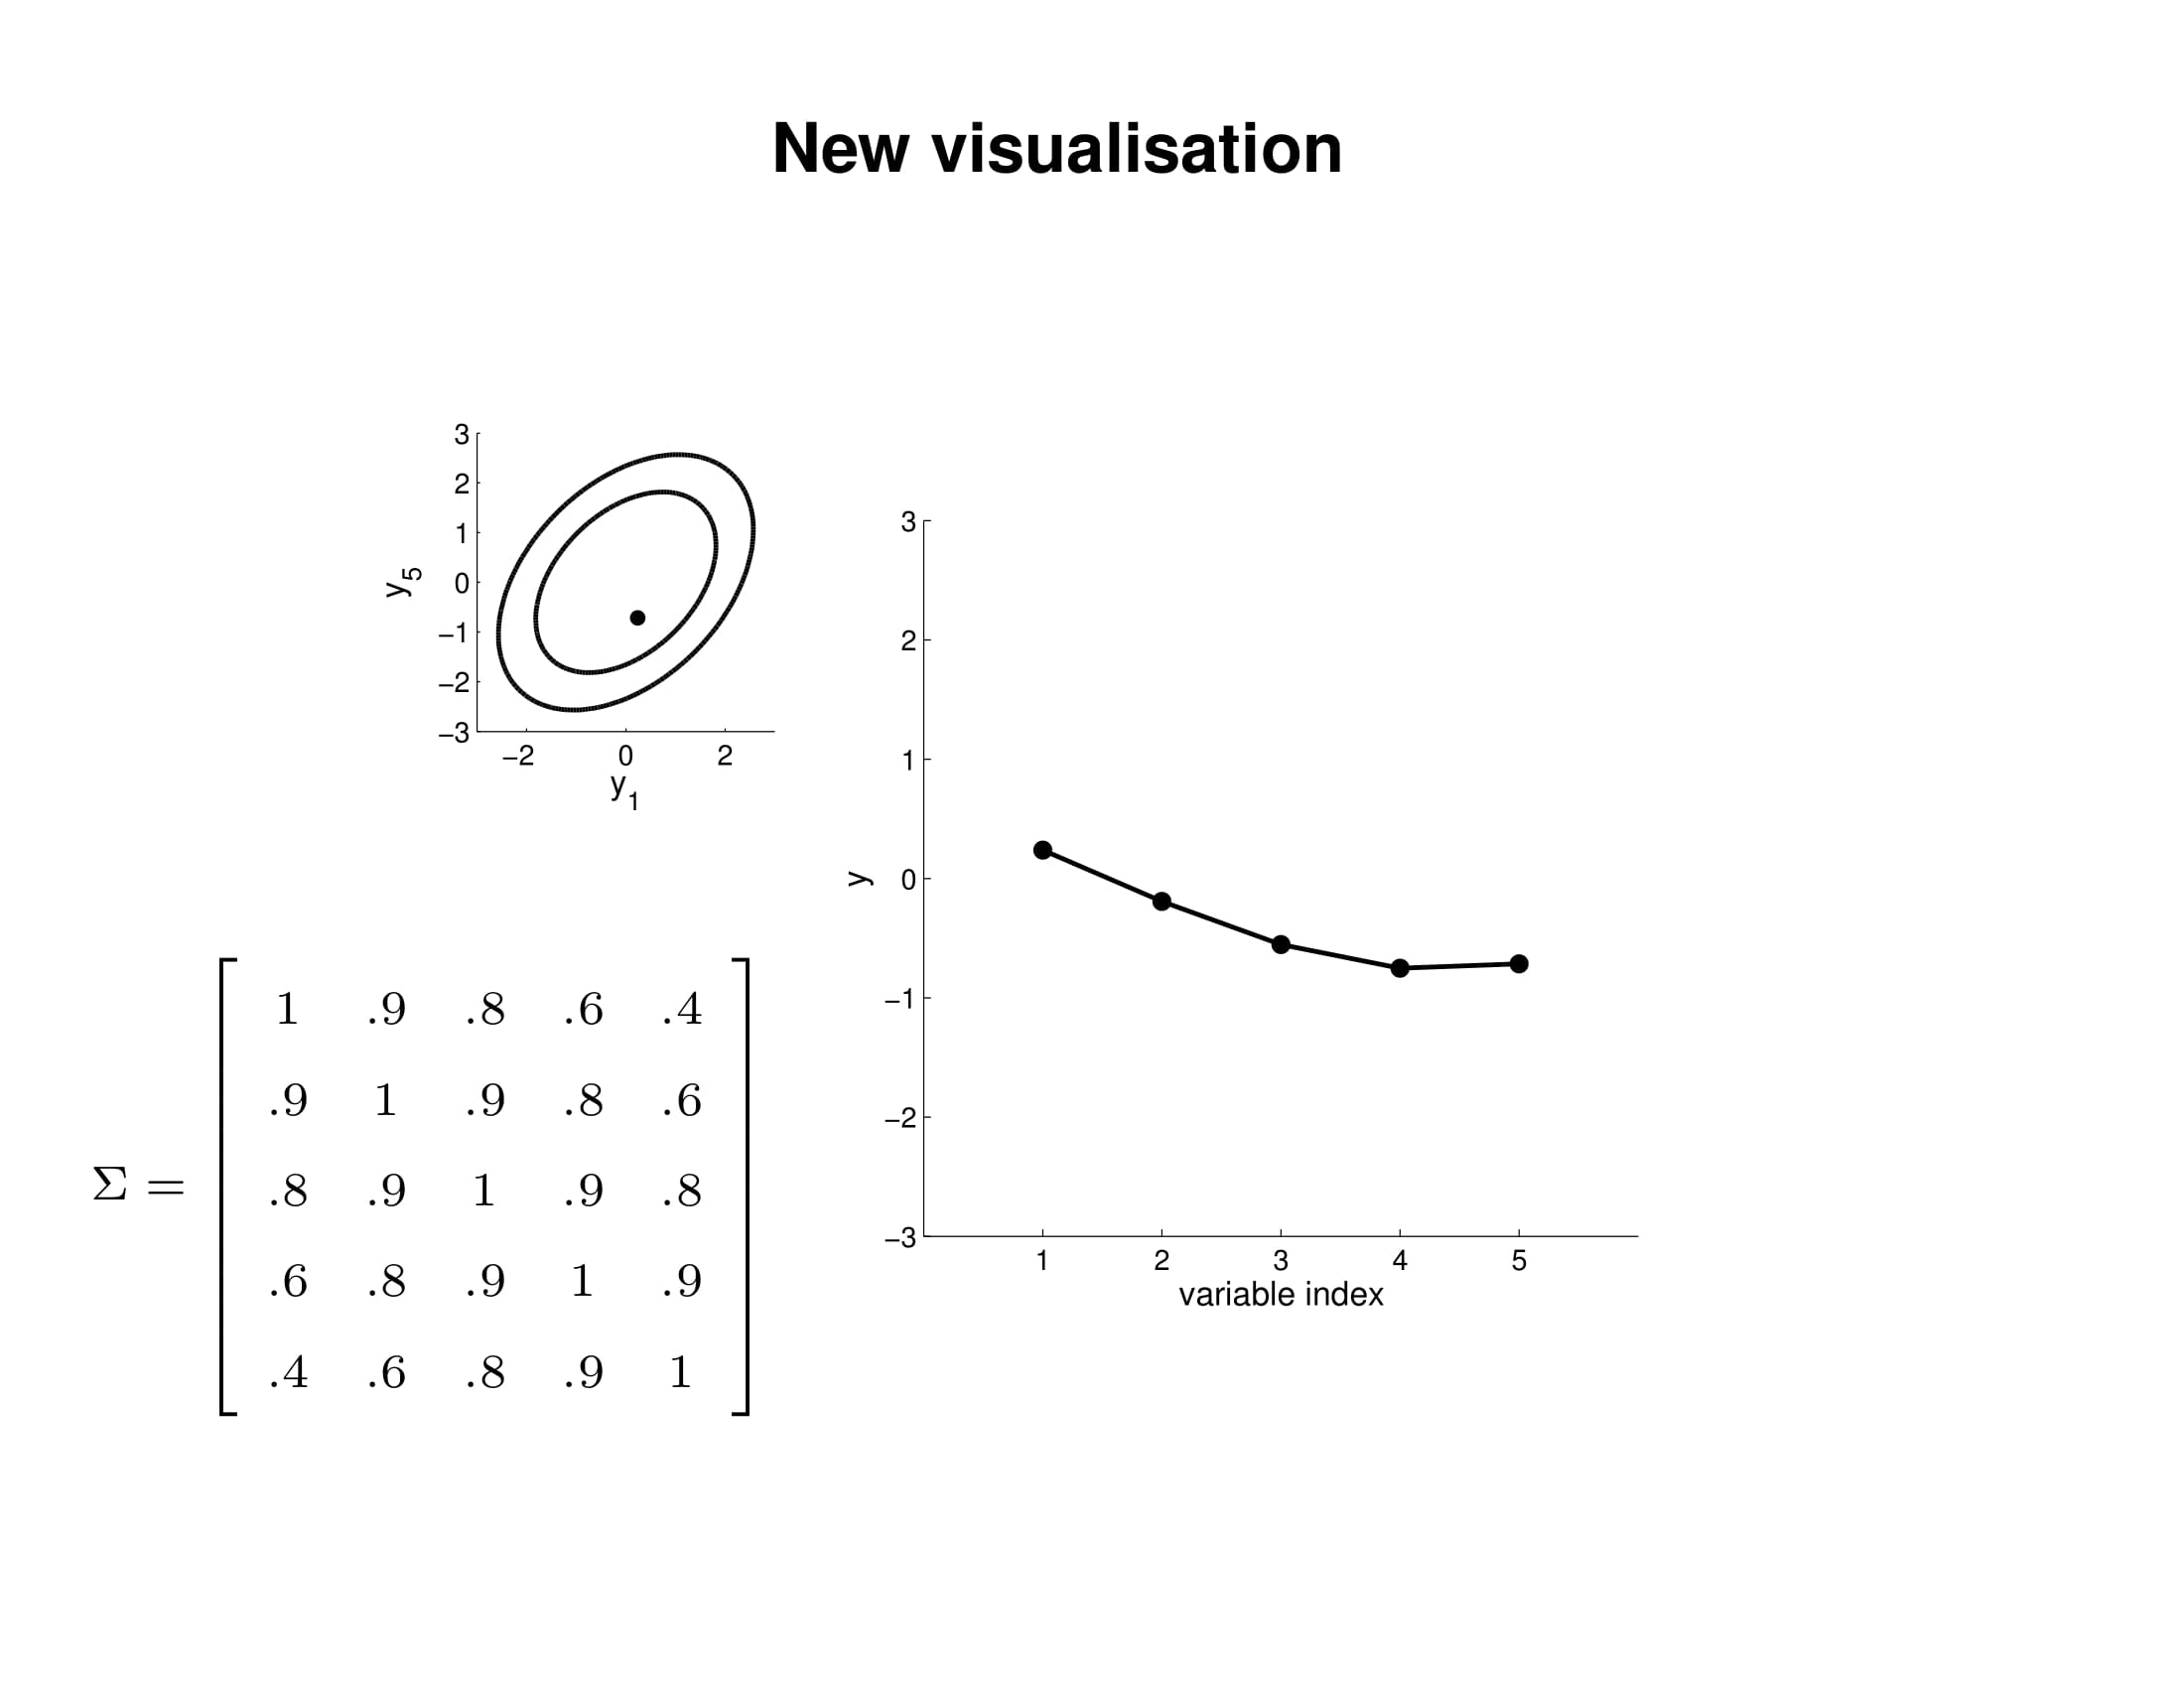 New visualisation
3
2
1
0
−1
−2
−3
y5
−2 0 2
y1
3
2
1
0
−1
−2
−3
y
1 2 3 4 5
variable index
Σ =
1 .9 .8 .6 .4
.9 1 .9 .8 .6
.8 .9 1 .9 .8
.6 .8 .9 1 .9
.4 .6 .8 .9 1